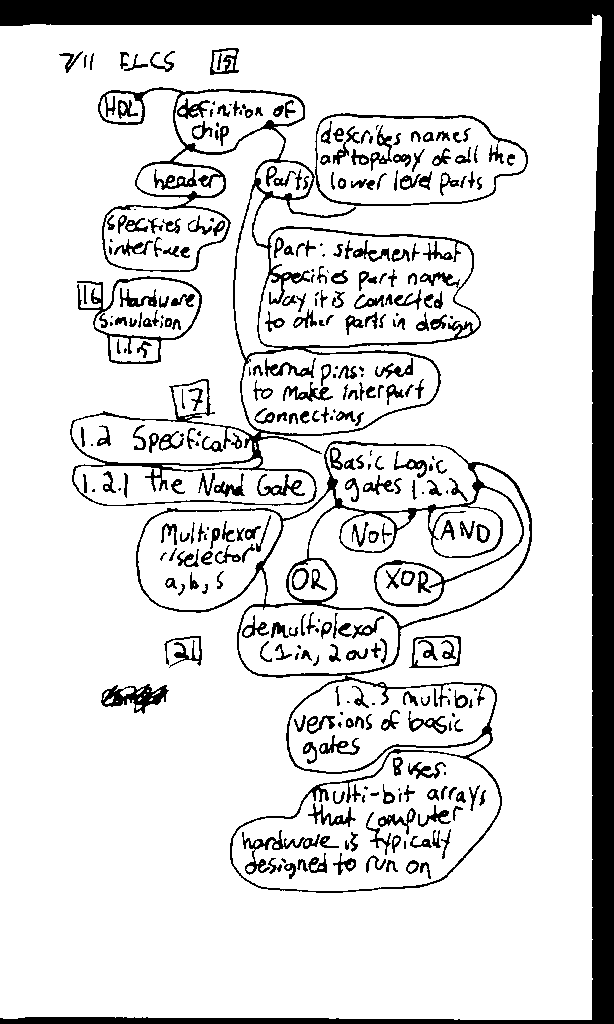 7/11 ELCS 15
HDL
definition of
chip
describes names
an topology of all the
lower level parts
header
Parts
specifies chip
interface
Part: statement that
specifies part name,
way it is connected
to other parts in design
16
Hardware
simulation
1.1.5
internal pins: used
to make interpart
connections
17
1.2 Specification
1.2.1 the Nand Gate
Basic Logic
gates 1.2.2
Multiplexor/
"selector"
a, b, s
Not
AND
OR
XOR
demultiplexor
(1 in, 2 out)
21
22
1.2.3 multibit
versions of basic
gates
Buses:
multi-bit arrays
that computer
hardware is typically
designed to run on